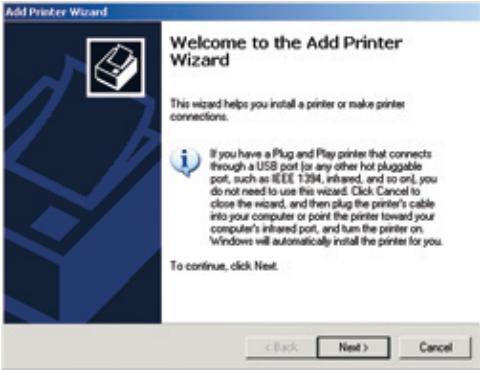 Add Printer Wizard
Welcome to the Add Printer
Wizard
This wizard helps you install a printer or make printer
connections.
If you have a Plug and Play printer that connects
through a USB port (or any other hot pluggable
port, such as IEEE 1394, infrared, and so on), you
do not need to use this wizard. Click Cancel to
close the wizard, and then plug the printer's cable
into your computer or point the printer toward your
computer's infrared port, and turn the printer on.
Windows will automatically install the printer for you.
To continue, click Next.
< Back
Next >
Cancel